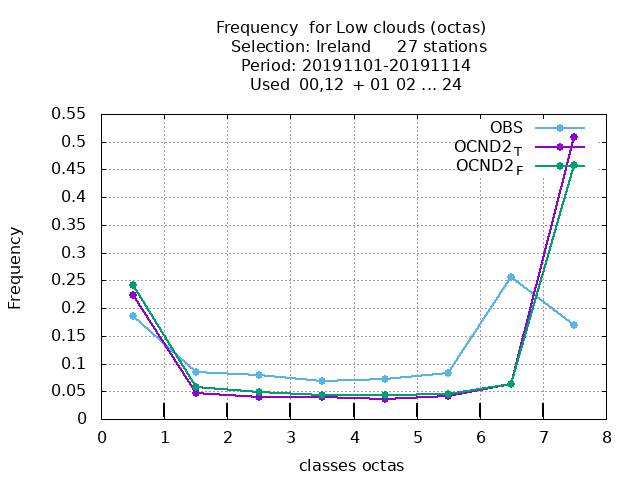 Frequency  for Low clouds (octas)
Selection: Ireland     27 stations
Period: 20191101-20191114
Used  00,12  + 01 02 ... 24
0.55
0.5
0.45
0.4
0.35
0.3
0.25
0.2
0.15
0.1
0.05
0
Frequency
OBS
OCND2 T
OCND2 F
0 1 2 3 4 5 6 7 8
classes octas